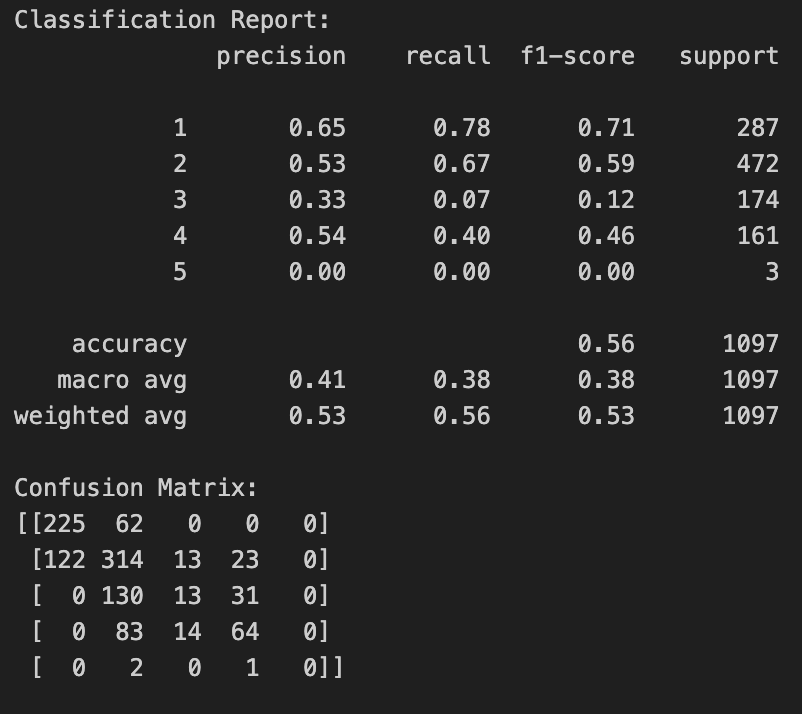 Classification Report:
precision recall f1-score support
1 0.65 0.78 0.71 287
2 0.53 0.67 0.59 472
3 0.33 0.07 0.12 174
4 0.54 0.40 0.46 161
5 0.00 0.00 0.00 3
accuracy 0.56 1097
macro avg 0.41 0.38 0.38 1097
weighted avg 0.53 0.56 0.53 1097
Confusion Matrix:
[[225 62 0 0 0]
[122 314 13 23 0]
[ 0 130 13 31 0]
[ 0 83 14 64 0]
[ 0 2 0 1 0]]